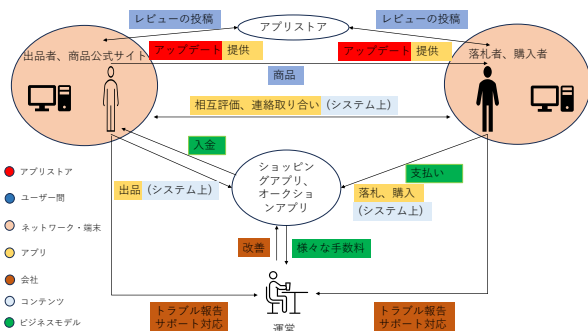 レビューの投稿
アプリストア
レビューの投稿
アップデート 提供
アップデート 提供
出品者、商品公式サイト
落札者、購入者
商品
相互評価、連絡取り合い (システム上)
入金
ショッピン
グアプリ、
オークショ
ンアプリ
支払い
出品 (システム上)
落札、購入
(システム上)
アプリストア
ユーザー間
ネットワーク・端末
アプリ
会社
コンテンツ
ビジネスモデル
改善
様々な手数料
トラブル報告
サポート対応
トラブル報告
サポート対応
運営